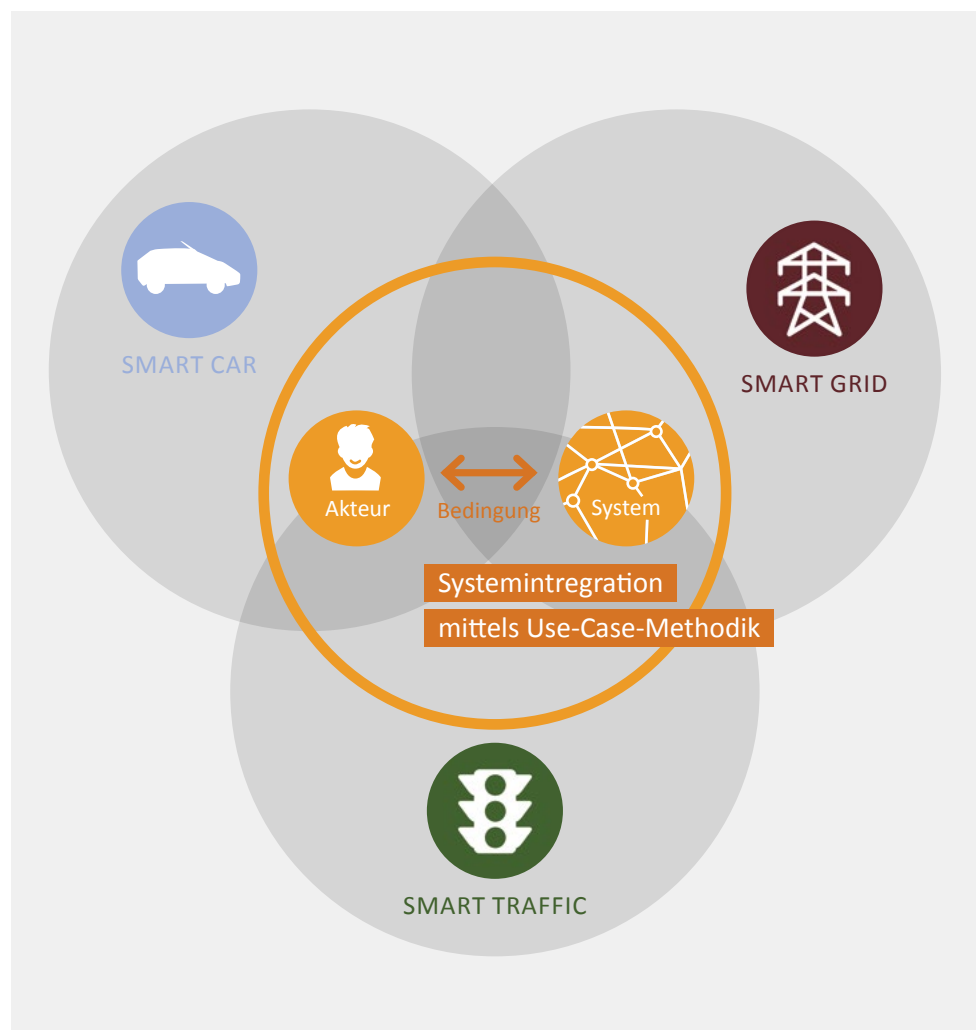 SMART CAR
SMART GRID
Akteur
Bedingung
System
Systemintregration
mittels Use-Case-Methodik
SMART TRAFFIC